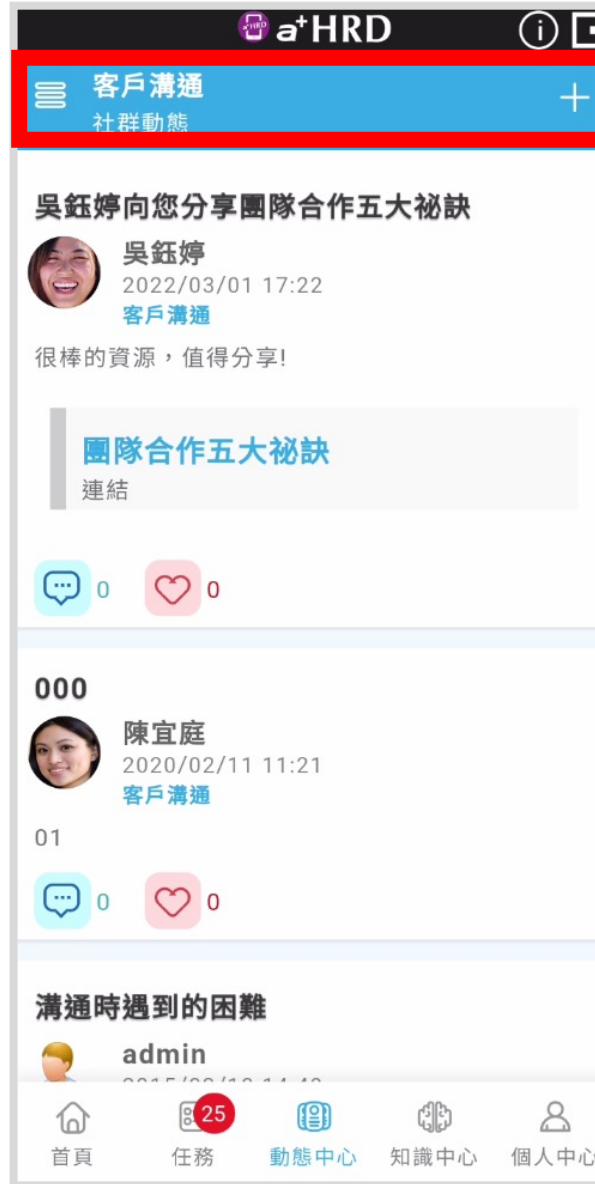 a+HRD
客戶溝通
社群動態
吳鈺婷向您分享團隊合作五大祕訣
吳鈺婷
2022/03/01 17:22
客戶溝通
很棒的資源，值得分享!
團隊合作五大祕訣
連結
0 0
000
陳宜庭
2020/02/11 11:21
客戶溝通
01
0 0
溝通時遇到的困難
admin
25
首頁 任務 動態中心 知識中心 個人中心